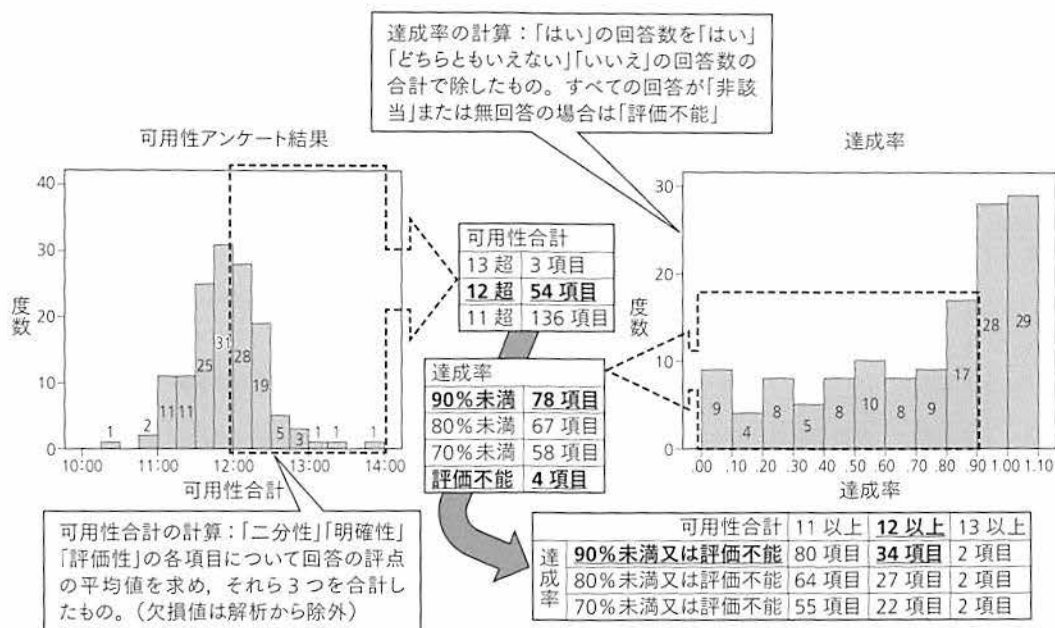 達成率の計算：「はい」の回答数を「はい」
「どちらともいえない」「いいえ」の回答数の
合計で除したもの。すべての回答が「非該
当」または無回答の場合は「評価不能」
可用性アンケート結果
達成率
度数
40
30
20
10
0
1
2
11
11
25
31
28
19
5
3
1
1
1
10:00
11:00
12:00
13:00
14:00
可用性合計
可用性合計
13 超 3 項目
12 超 54 項目
11 超 136 項目
達成率
90%未満 78 項目
80%未満 67 項目
70%未満 58 項目
評価不能 4 項目
度数
30
20
10
0
9
4
8
5
8
10
8
9
17
28
29
.00 .10 .20 .30 .40 .50 .60 .70 .80 .90 1.00 1.10
達成率
可用性合計の計算：「二分性」「明確性」
「評価性」の各項目について回答の評点
の平均値を求め，それら3つを合計し
たもの。（欠損値は解析から除外）
可用性合計 11 以上 12 以上 13 以上
達成率
90%未満又は評価不能 80 項目 34 項目 2 項目
80%未満又は評価不能 64 項目 27 項目 2 項目
70%未満又は評価不能 55 項目 22 項目 2 項目